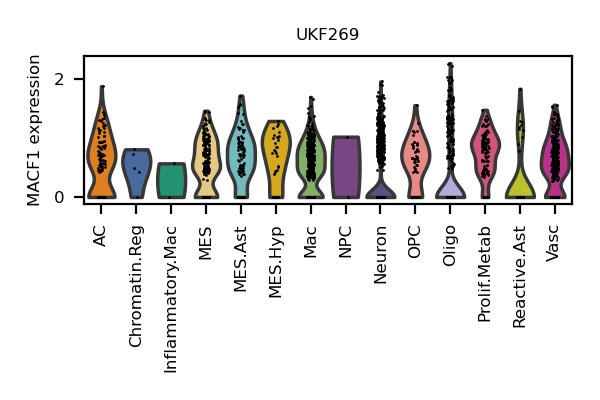 UKF269
MACF1 expression
2
0
AC
Chromatin.Reg
Inflammatory.Mac
MES
MES.Ast
MES.Hyp
Mac
NPC
Neuron
OPC
Oligo
Prolif.Metab
Reactive.Ast
Vasc